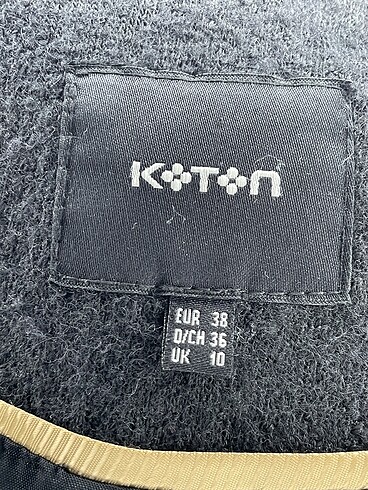 KOTON
EUR 38
D/CH 36
UK 10